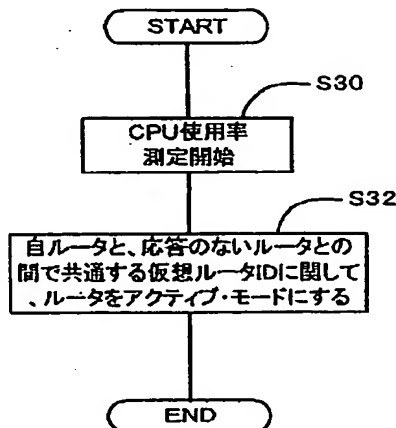 START
S30
CPU使用率
測定開始
S32
自ルータと、応答のないルータとの
間で共通する仮想ルータIDに関して
、ルータをアクティブ・モードにする
END